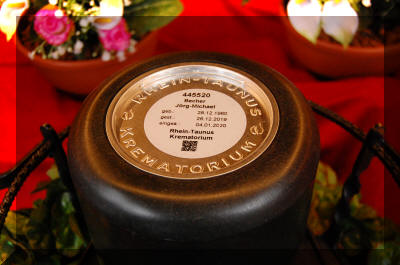 RHEIN-TAUNUS
445520
Becher
Jörg-Michael
geb.: 28.12.1960
gest.: 26.12.2019
eingeä.: 04.01.2020
Rhein-Taunus
Krematorium
KREMATORIUM